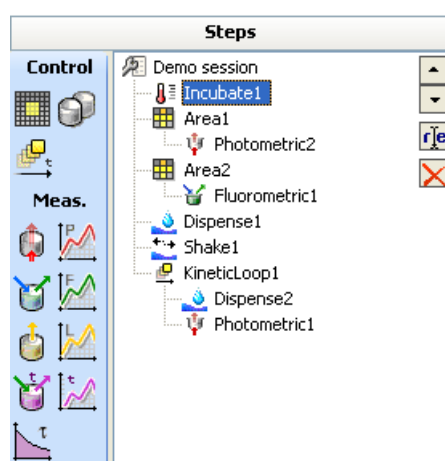 Steps
Control
Meas.
Demo session
Incubate1
Area1
Photometric2
Area2
Fluorometric1
Dispense1
Shake1
KineticLoop1
Dispense2
Photometric1
t
P
F
L
t
t
τ